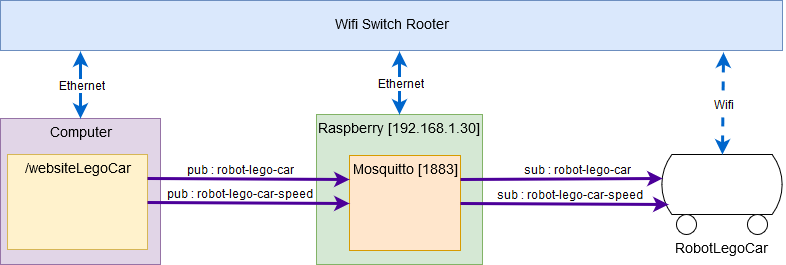 Wifi Switch Rooter
Ethernet
Ethernet
Wifi
Computer
/websiteLegoCar
pub : robot-lego-car
pub : robot-lego-car-speed
Raspberry [192.168.1.30]
Mosquitto [1883]
sub : robot-lego-car
sub : robot-lego-car-speed
RobotLegoCar